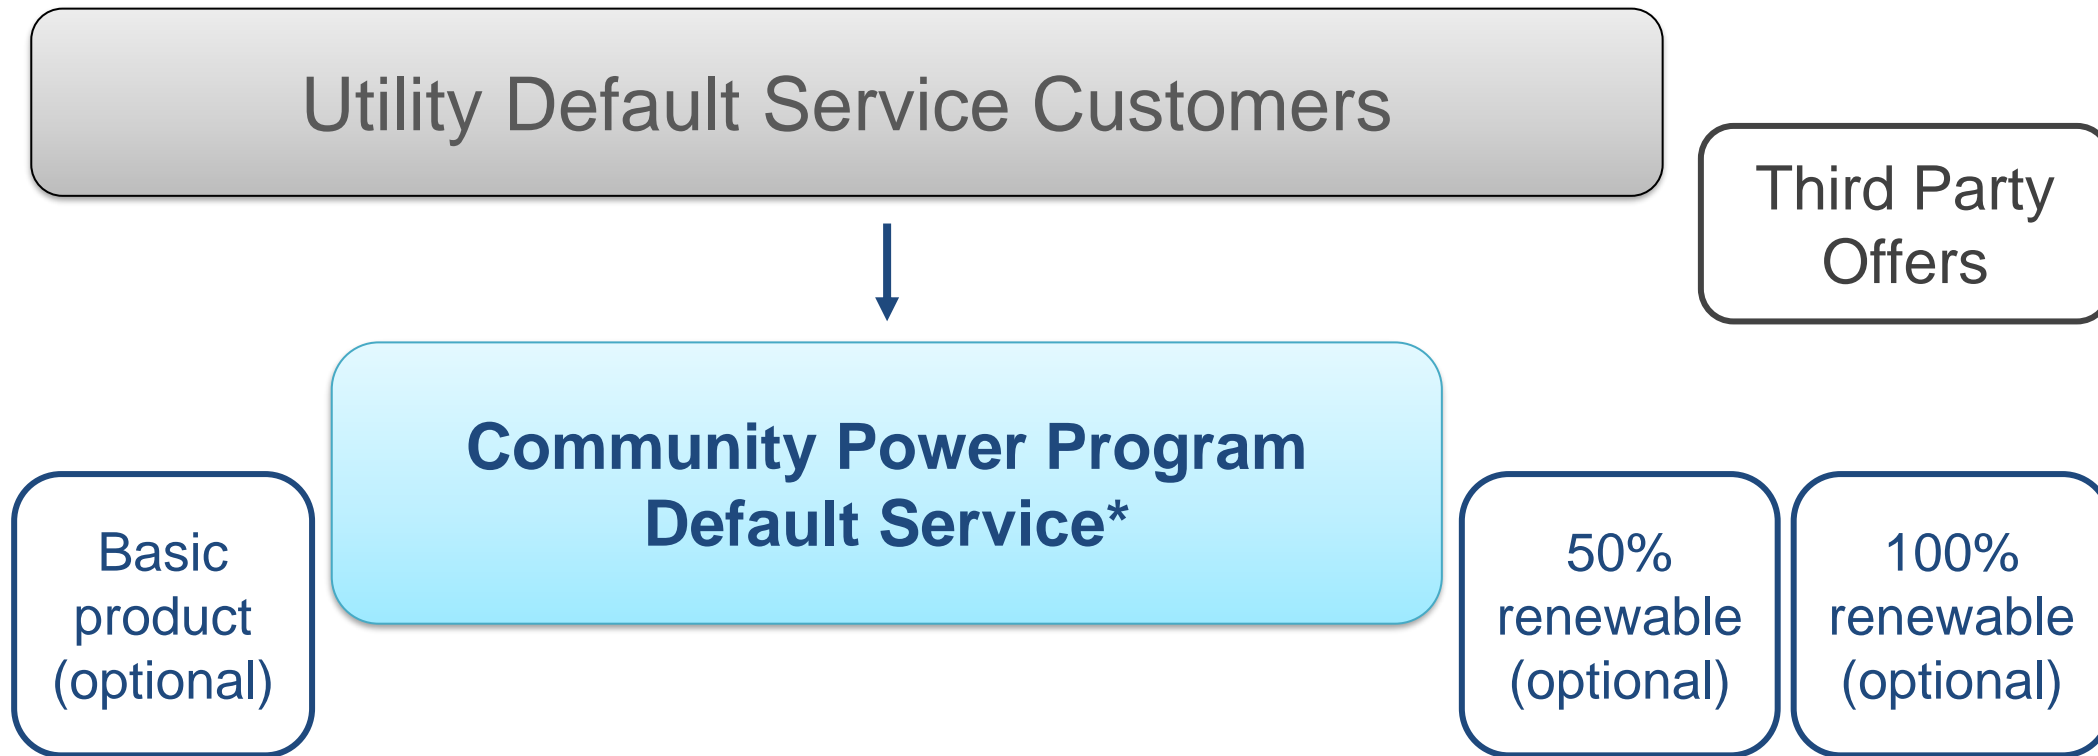 Utility Default Service Customers
Third Party
Offers
Community Power Program
Default Service*
Basic
product
(optional)
50%
renewable
(optional)
100%
renewable
(optional)